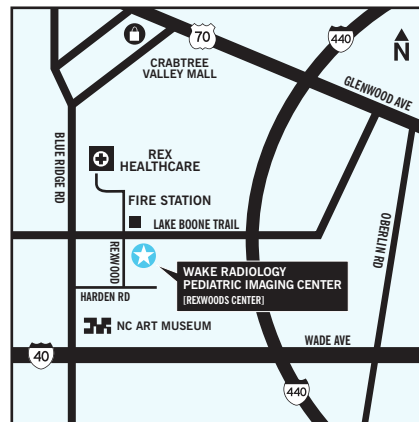 70
440
N
CRABTREE
VALLEY MALL
GLENWOOD AVE
BLUE RIDGE RD
REX
HEALTHCARE
FIRE STATION
LAKE BOONE TRAIL
OBERLIN RD
REXWOOD
WAKE RADIOLOGY
PEDIATRIC IMAGING CENTER
[REXWOODS CENTER]
HARDEN RD
NC ART MUSEUM
WADE AVE
40
440